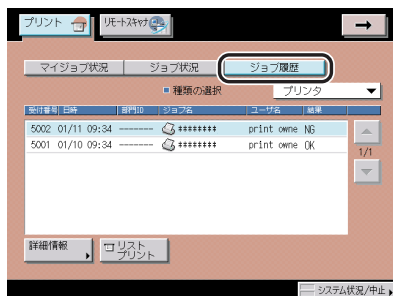 プリント リモートスキャナ
マイジョブ状況 ジョブ状況 ジョブ履歴
■ 種類の選択 プリンタ
受付番号 日時 部門ID ジョブ名 ユーザ名 結果
5002 01/11 09:34 ------- ******** print owne NG
5001 01/10 09:34 ------- ******** print owne OK
1/1
詳細情報 リストプリント
システム状況/中止